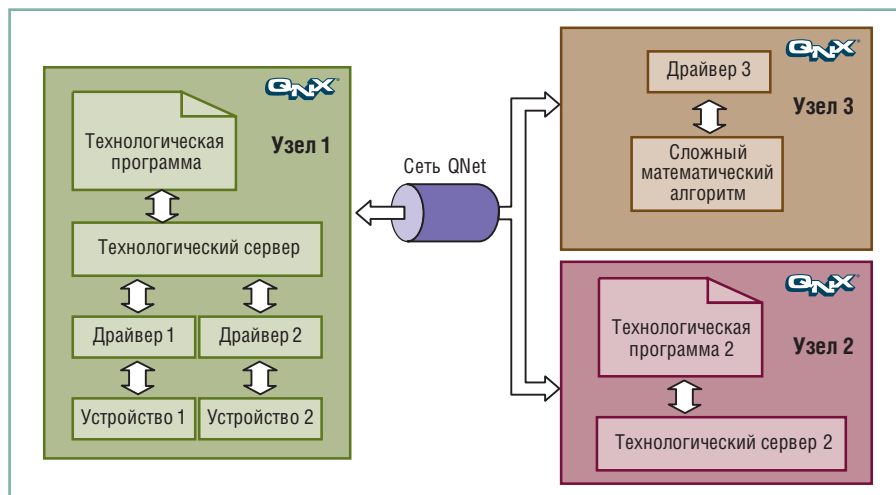 QNX
Технологическая
программа
Узел 1
Технологический сервер
Драйвер 1
Драйвер 2
Устройство 1
Устройство 2
Сеть QNet
QNX
Драйвер 3
Узел 3
Сложный
математический
алгоритм
QNX
Технологическая
программа 2
Узел 2
Технологический сервер 2